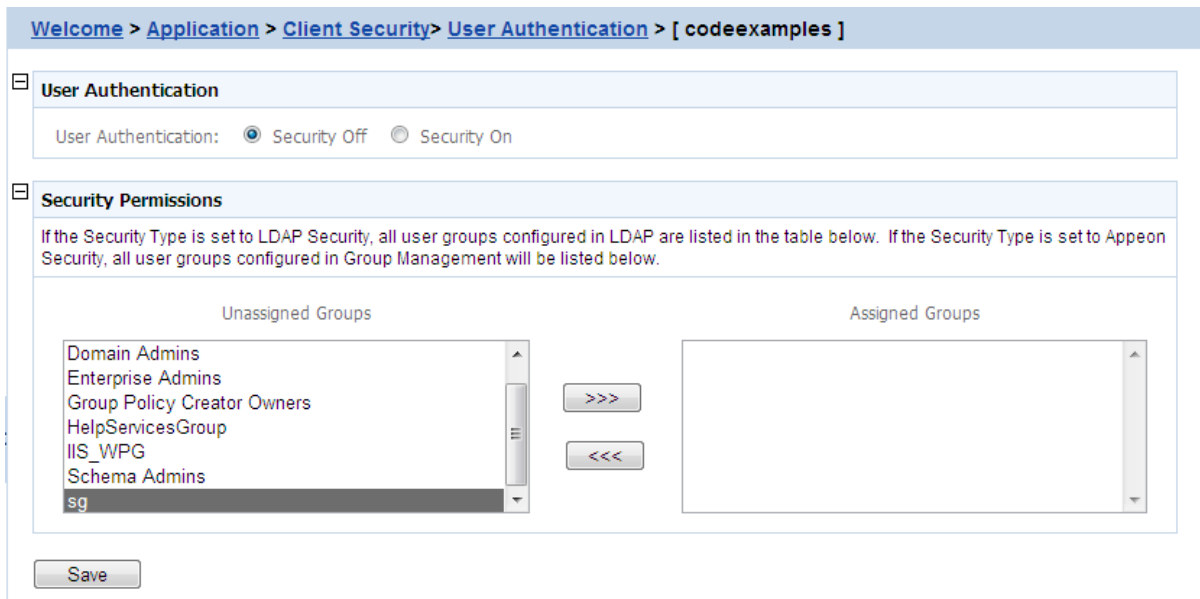 Welcome > Application > Client Security> User Authentication > [ codeexamples ]
User Authentication
User Authentication: Security Off Security On
Security Permissions
If the Security Type is set to LDAP Security, all user groups configured in LDAP are listed in the table below. If the Security Type is set to Appeon
Security, all user groups configured in Group Management will be listed below.
Unassigned Groups Assigned Groups
Domain Admins
Enterprise Admins
Group Policy Creator Owners
>>>
HelpServicesGroup
IIS_WPG
<<<
Schema Admins
sg
Save